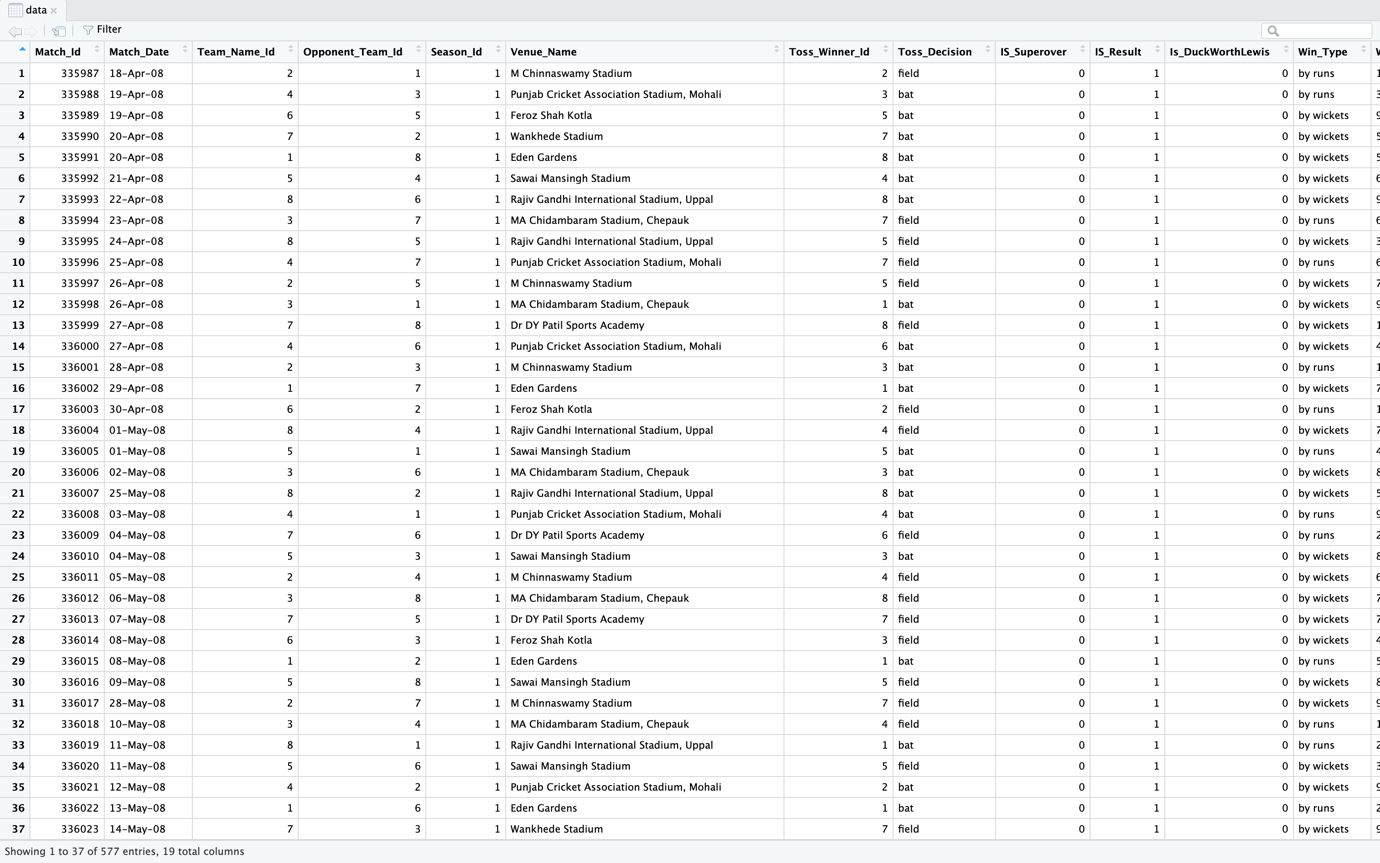 data
Filter
Match_Id Match_Date Team_Name_Id Opponent_Team_Id Season_Id Venue_Name Toss_Winner_Id Toss_Decision IS_Superover IS_Result Is_DuckWorthLewis Win_Type
1 335987 18-Apr-08 2 1 1 M Chinnaswamy Stadium 2 field 0 1 0 by runs 1
2 335988 19-Apr-08 4 3 1 Punjab Cricket Association Stadium, Mohali 3 bat 0 1 0 by runs 3
3 335989 19-Apr-08 6 5 1 Feroz Shah Kotla 5 bat 0 1 0 by wickets 9
4 335990 20-Apr-08 7 2 1 Wankhede Stadium 7 bat 0 1 0 by wickets 5
5 335991 20-Apr-08 1 8 1 Eden Gardens 8 bat 0 1 0 by wickets 5
6 335992 21-Apr-08 5 4 1 Sawai Mansingh Stadium 4 bat 0 1 0 by wickets 6
7 335993 22-Apr-08 8 6 1 Rajiv Gandhi International Stadium, Uppal 8 bat 0 1 0 by wickets 9
8 335994 23-Apr-08 3 7 1 MA Chidambaram Stadium, Chepauk 7 field 0 1 0 by runs 6
9 335995 24-Apr-08 8 5 1 Rajiv Gandhi International Stadium, Uppal 5 field 0 1 0 by wickets 3
10 335996 25-Apr-08 4 7 1 Punjab Cricket Association Stadium, Mohali 7 field 0 1 0 by runs 6
11 335997 26-Apr-08 2 5 1 M Chinnaswamy Stadium 5 field 0 1 0 by wickets 7
12 335998 26-Apr-08 3 1 1 MA Chidambaram Stadium, Chepauk 1 bat 0 1 0 by wickets 9
13 335999 27-Apr-08 7 8 1 Dr DY Patil Sports Academy 8 field 0 1 0 by wickets 1
14 336000 27-Apr-08 4 6 1 Punjab Cricket Association Stadium, Mohali 6 bat 0 1 0 by wickets 4
15 336001 28-Apr-08 2 3 1 M Chinnaswamy Stadium 3 bat 0 1 0 by runs 1
16 336002 29-Apr-08 1 7 1 Eden Gardens 1 bat 0 1 0 by wickets 7
17 336003 30-Apr-08 6 2 1 Feroz Shah Kotla 2 field 0 1 0 by runs 1
18 336004 01-May-08 8 4 1 Rajiv Gandhi International Stadium, Uppal 4 field 0 1 0 by wickets 7
19 336005 01-May-08 5 1 1 Sawai Mansingh Stadium 5 bat 0 1 0 by runs 4
20 336006 02-May-08 3 6 1 MA Chidambaram Stadium, Chepauk 3 bat 0 1 0 by wickets 8
21 336007 25-May-08 8 2 1 Rajiv Gandhi International Stadium, Uppal 8 bat 0 1 0 by wickets 5
22 336008 03-May-08 4 1 1 Punjab Cricket Association Stadium, Mohali 4 bat 0 1 0 by runs 9
23 336009 04-May-08 7 6 1 Dr DY Patil Sports Academy 6 field 0 1 0 by runs 2
24 336010 04-May-08 5 3 1 Sawai Mansingh Stadium 3 bat 0 1 0 by wickets 8
25 336011 05-May-08 2 4 1 M Chinnaswamy Stadium 4 field 0 1 0 by wickets 6
26 336012 06-May-08 3 8 1 MA Chidambaram Stadium, Chepauk 8 field 0 1 0 by wickets 7
27 336013 07-May-08 7 5 1 Dr DY Patil Sports Academy 7 field 0 1 0 by wickets 7
28 336014 08-May-08 6 3 1 Feroz Shah Kotla 3 field 0 1 0 by wickets 4
29 336015 08-May-08 1 2 1 Eden Gardens 1 bat 0 1 0 by runs 5
30 336016 09-May-08 5 8 1 Sawai Mansingh Stadium 5 field 0 1 0 by wickets 8
31 336017 28-May-08 2 7 1 M Chinnaswamy Stadium 7 field 0 1 0 by wickets 9
32 336018 10-May-08 3 4 1 MA Chidambaram Stadium, Chepauk 4 field 0 1 0 by runs 1
33 336019 11-May-08 8 1 1 Rajiv Gandhi International Stadium, Uppal 1 bat 0 1 0 by runs 2
34 336020 11-May-08 5 6 1 Sawai Mansingh Stadium 5 field 0 1 0 by wickets 3
35 336021 12-May-08 4 2 1 Punjab Cricket Association Stadium, Mohali 2 bat 0 1 0 by wickets 9
36 336022 13-May-08 1 6 1 Eden Gardens 1 bat 0 1 0 by runs 2
37 336023 14-May-08 7 3 1 Wankhede Stadium 7 field 0 1 0 by wickets 9
Showing 1 to 37 of 577 entries, 19 total columns